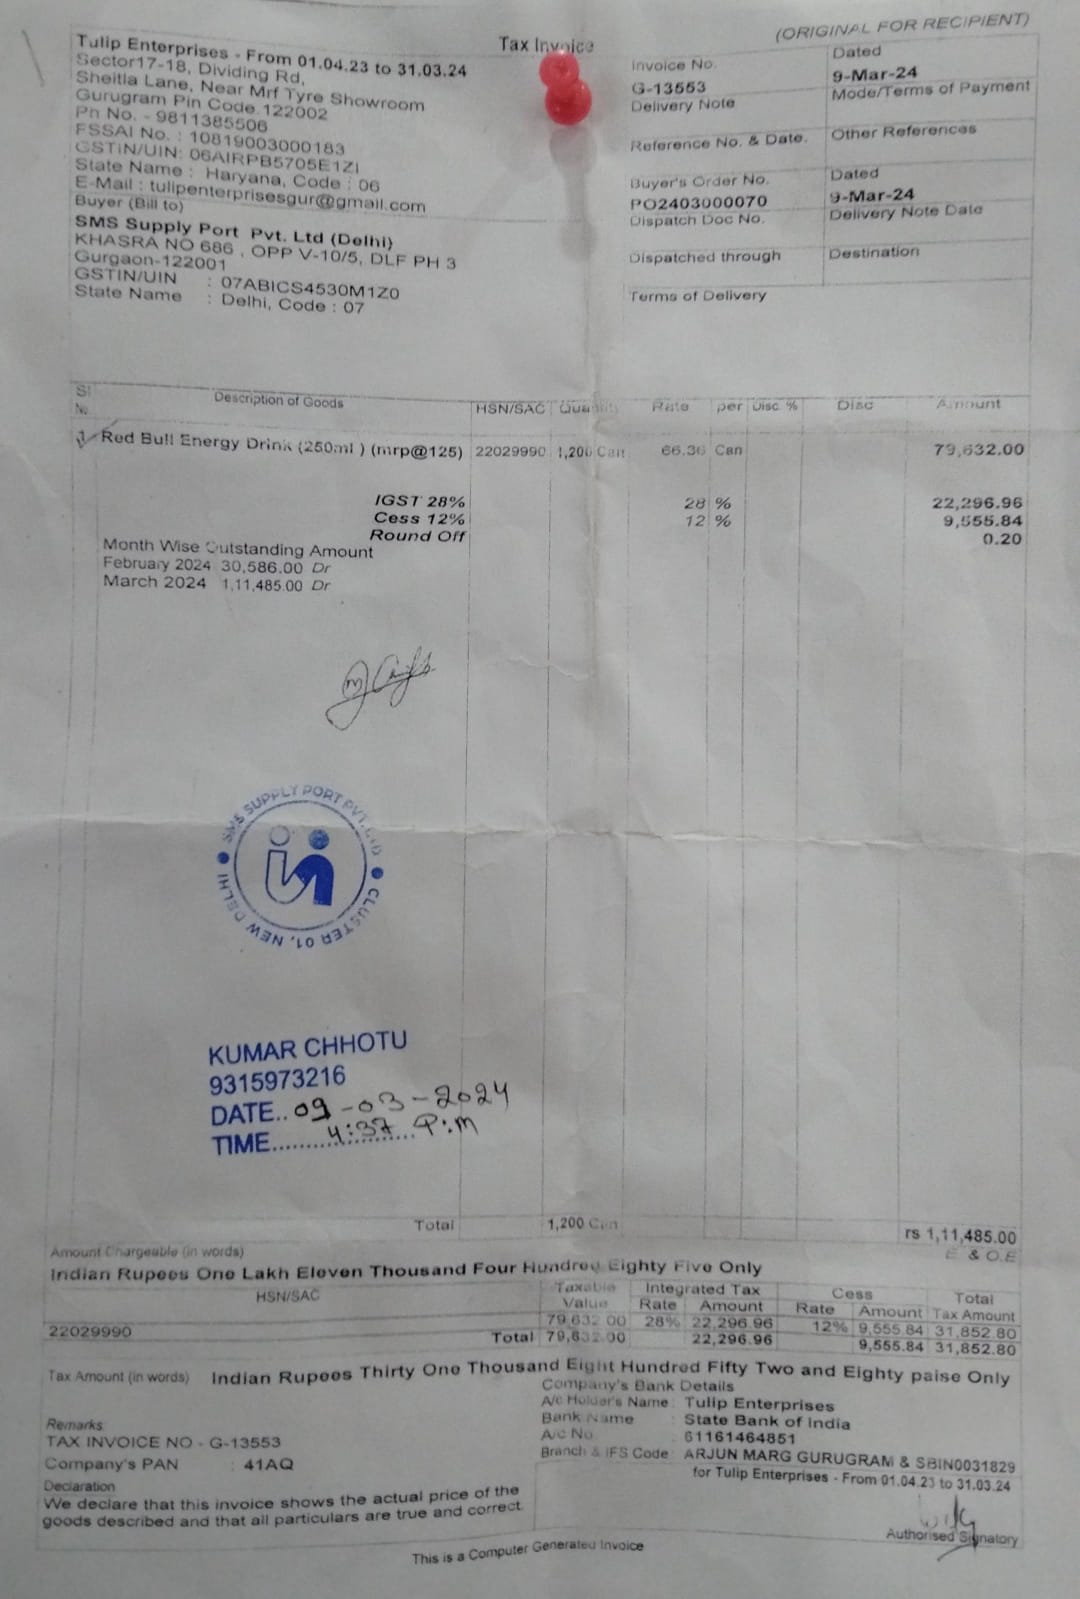 (ORIGINAL FOR RECIPIENT)
Tax Invoice
Tulip Enterprises - From 01.04.23 to 31.03.24
Sector17-18, Dividing Rd,
Sheitla Lane, Near Mrf Tyre Showroom
Gurugram Pin Code.122002
Ph No. - 9811385506
FSSAI No. : 10819003000183
GSTIN/UIN: 06AIRPB5705E1ZI
State Name : Haryana, Code : 06
E-Mail : tulipenterprisesgur@gmail.com
Buyer (Bill to)
SMS Supply Port Pvt. Ltd (Delhi)
KHASRA NO 686 , OPP V-10/5, DLF PH 3
Gurgaon-122001
GSTIN/UIN : 07ABICS4530M1Z0
State Name : Delhi, Code : 07
Invoice No. Dated
G-13553 9-Mar-24
Delivery Note Mode/Terms of Payment
Reference No. & Date. Other References
Buyer's Order No. Dated
PO2403000070 9-Mar-24
Dispatch Doc No. Delivery Note Date
Dispatched through Destination
Terms of Delivery
Sl Description of Goods HSN/SAC Quantity Rate per Disc. % Disc Amount
No
1 Red Bull Energy Drink (250ml ) (mrp@125) 22029990 1,200 Can 66.36 Can 79,632.00
IGST 28% 28 % 22,296.96
Cess 12% 12 % 9,555.84
Round Off 0.20
Month Wise Outstanding Amount
February 2024 30,586.00 Dr
March 2024 1,11,485.00 Dr
SMS SUPPLY PORT PVT. LTD
CLUSTER 01, NEW DELHI
KUMAR CHHOTU
9315973216
DATE.. 09-03-2024
TIME.................. 4:37 P:M
Total 1,200 Can rs 1,11,485.00
Amount Chargeable (in words) E & O.E
Indian Rupees One Lakh Eleven Thousand Four Hundred Eighty Five Only
HSN/SAC Taxable Integrated Tax Cess Total
Value Rate Amount Rate Amount Tax Amount
22029990 79,632.00 28% 22,296.96 12% 9,555.84 31,852.80
Total 79,632.00 22,296.96 9,555.84 31,852.80
Tax Amount (in words) Indian Rupees Thirty One Thousand Eight Hundred Fifty Two and Eighty paise Only
Company's Bank Details
A/c Holder's Name : Tulip Enterprises
Bank Name : State Bank of India
A/c No. : 61161464851
Branch & IFS Code : ARJUN MARG GURUGRAM & SBIN0031829
Remarks:
TAX INVOICE NO - G-13553
Company's PAN : 41AQ
Declaration
We declare that this invoice shows the actual price of the
goods described and that all particulars are true and correct.
for Tulip Enterprises - From 01.04.23 to 31.03.24
Authorised Signatory
This is a Computer Generated Invoice